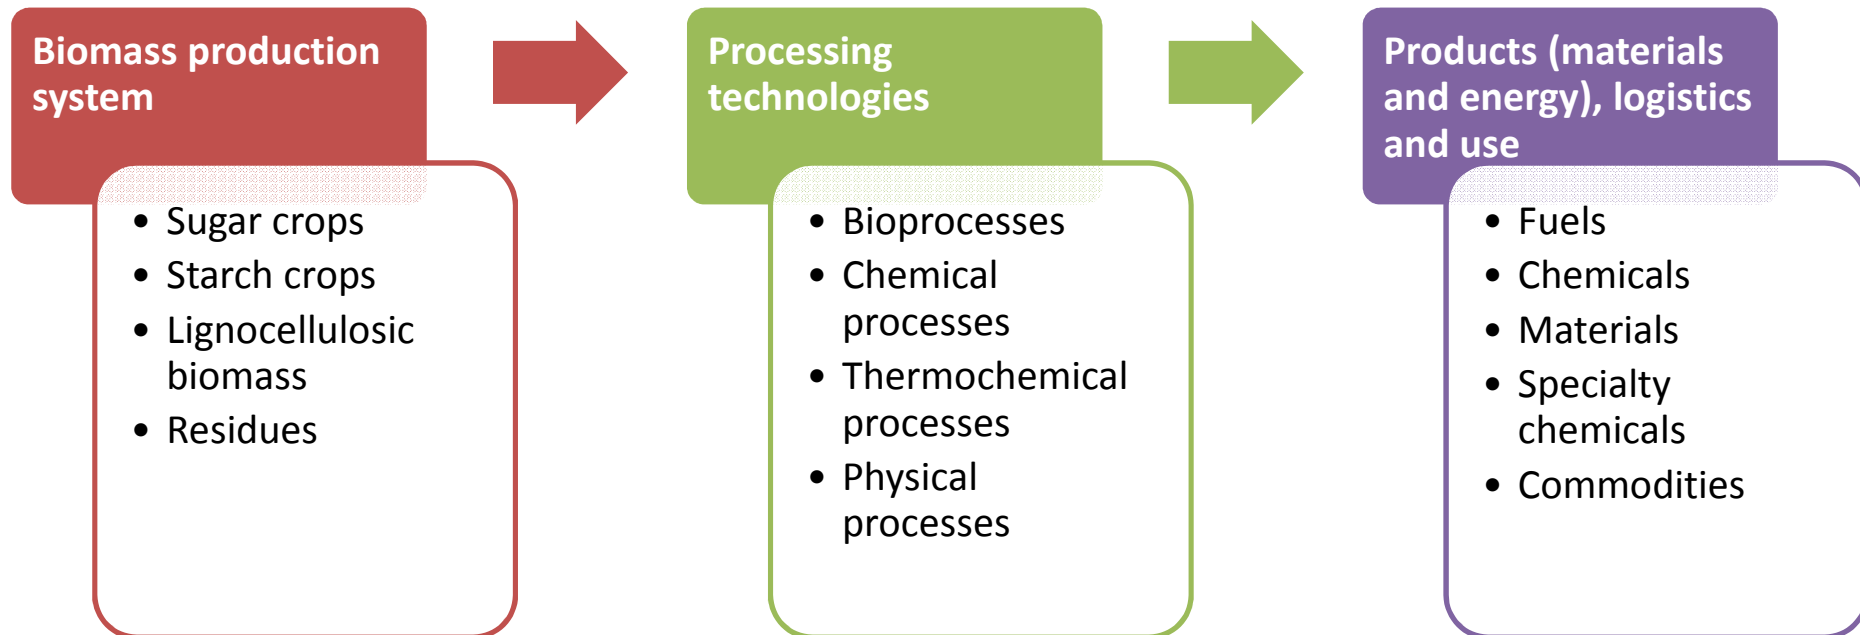 Biomass production
system
• Sugar crops
• Starch crops
• Lignocellulosic
biomass
• Residues
Processing
technologies
• Bioprocesses
• Chemical
processes
• Thermochemical
processes
• Physical
processes
Products (materials
and energy), logistics
and use
• Fuels
• Chemicals
• Materials
• Specialty
chemicals
• Commodities